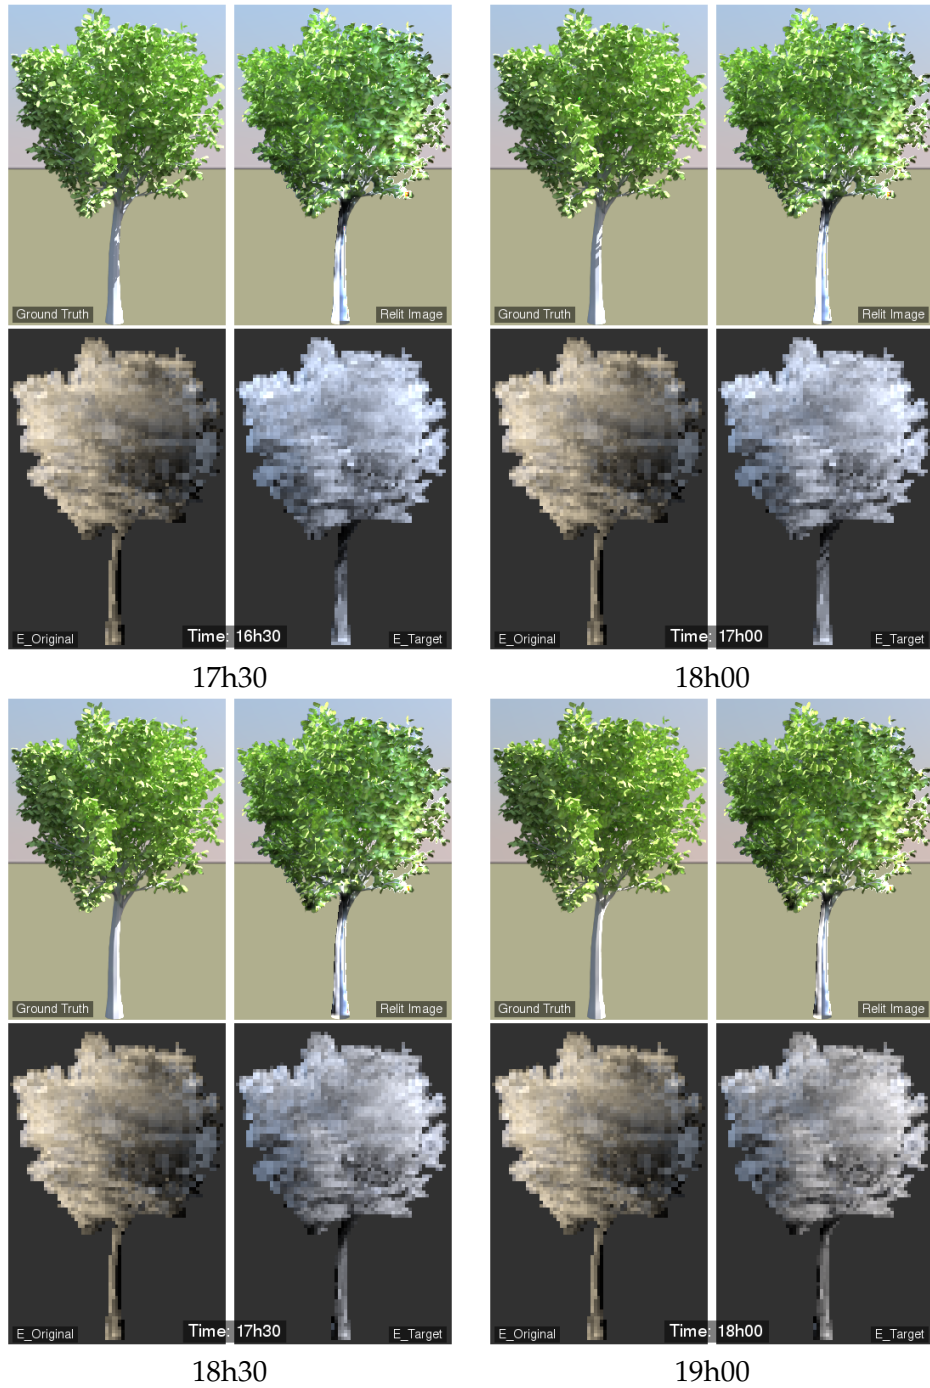 Ground Truth Relit Image Ground Truth Relit Image
E_Original Time: 16h30 E_Target E_Original Time: 17h00 E_Target
17h30 18h00
Ground Truth Relit Image Ground Truth Relit Image
E_Original Time: 17h30 E_Target E_Original Time: 18h00 E_Target
18h30 19h00